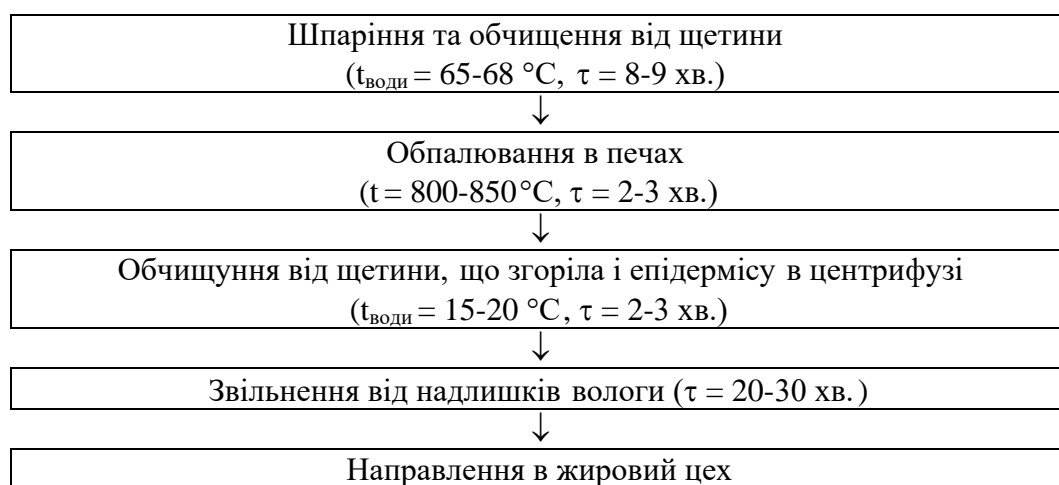 Шпаріння та обчищення від щетини
(tводи = 65-68 °С, τ = 8-9 хв.)
↓
Обпалювання в печах
(t = 800-850 °С, τ = 2-3 хв.)
↓
Обчищуння від щетини, що згоріла і епідермісу в центрифузі
(tводи = 15-20 °С, τ = 2-3 хв.)
↓
Звільнення від надлишків вологи (τ = 20-30 хв.)
↓
Направлення в жировий цех